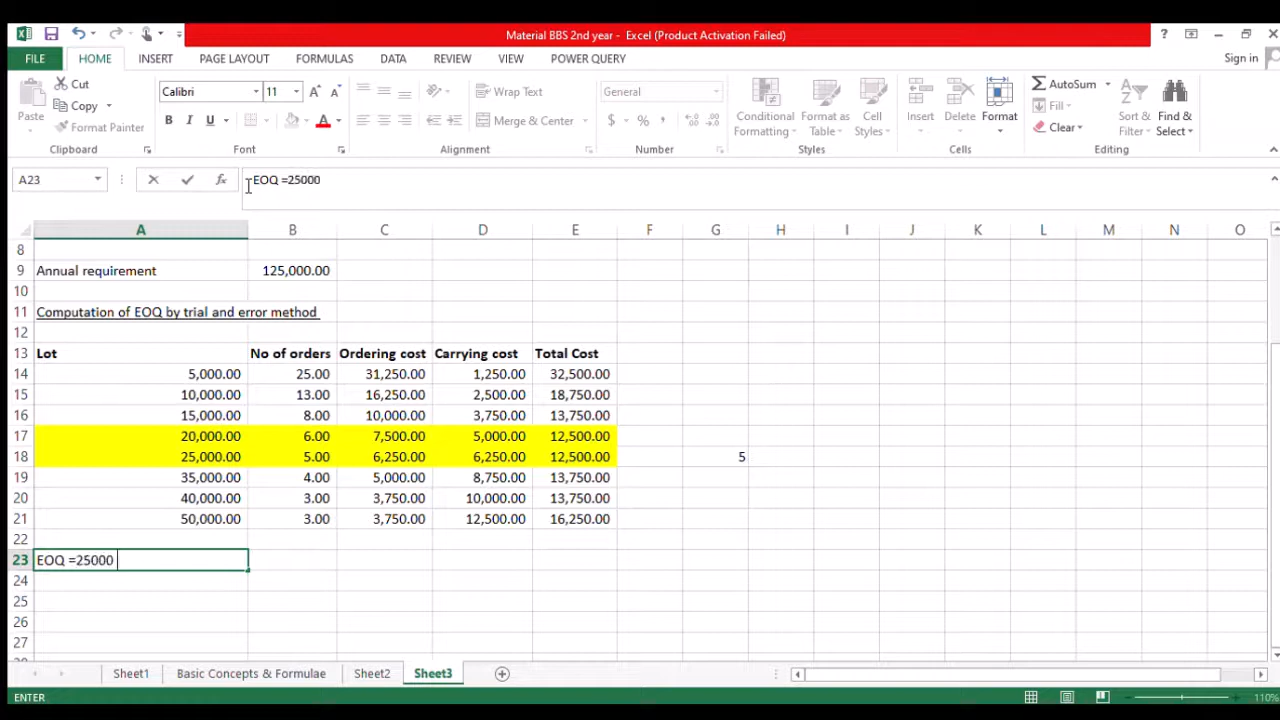 Material BBS 2nd year - Excel (Product Activation Failed)
? Sign in
FILE HOME INSERT PAGE LAYOUT FORMULAS DATA REVIEW VIEW POWER QUERY
Paste Cut Copy Format Painter Clipboard
Calibri 11 B I U Font
Wrap Text Merge & Center Alignment
General $ % , Number
Conditional Formatting Format as Table Cell Styles Styles
Insert Delete Format Cells
AutoSum Fill Clear Sort & Filter Find & Select Editing
A23 fx EOQ =25000
A B C D E F G H I J K L M N O
8
9 Annual requirement 125,000.00
10
11 Computation of EOQ by trial and error method
12
13 Lot No of orders Ordering cost Carrying cost Total Cost
14 5,000.00 25.00 31,250.00 1,250.00 32,500.00
15 10,000.00 13.00 16,250.00 2,500.00 18,750.00
16 15,000.00 8.00 10,000.00 3,750.00 13,750.00
17 20,000.00 6.00 7,500.00 5,000.00 12,500.00
18 25,000.00 5.00 6,250.00 6,250.00 12,500.00 5
19 35,000.00 4.00 5,000.00 8,750.00 13,750.00
20 40,000.00 3.00 3,750.00 10,000.00 13,750.00
21 50,000.00 3.00 3,750.00 12,500.00 16,250.00
22
23 EOQ =25000
24
25
26
27
Sheet1 Basic Concepts & Formulae Sheet2 Sheet3
ENTER 110%